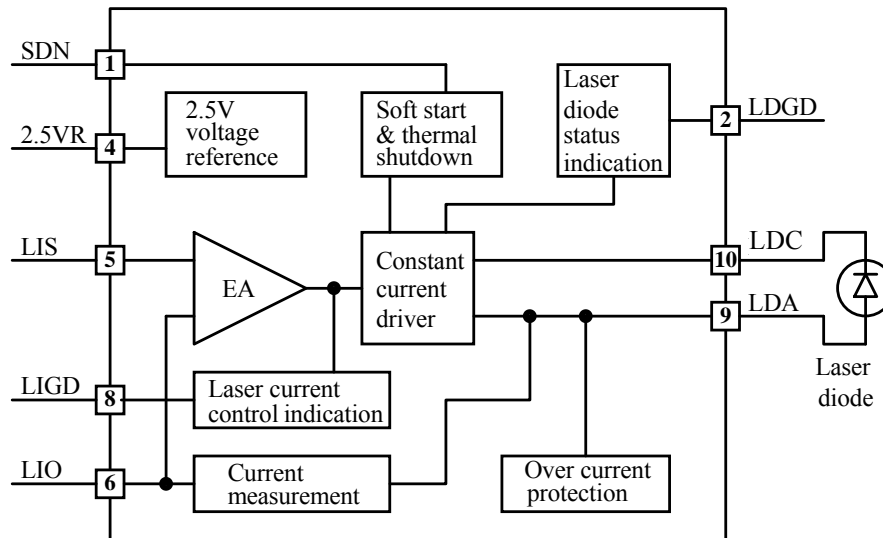 SDN
1
2.5VR
4
2.5V
voltage
reference
Soft start
& thermal
shutdown
Laser
diode
status
indication
2
LDGD
LIS
5
EA
Constant
current
driver
10
LDC
9
LDA
Laser
diode
LIGD
8
Laser current
control indication
LIO
6
Current
measurement
Over current
protection